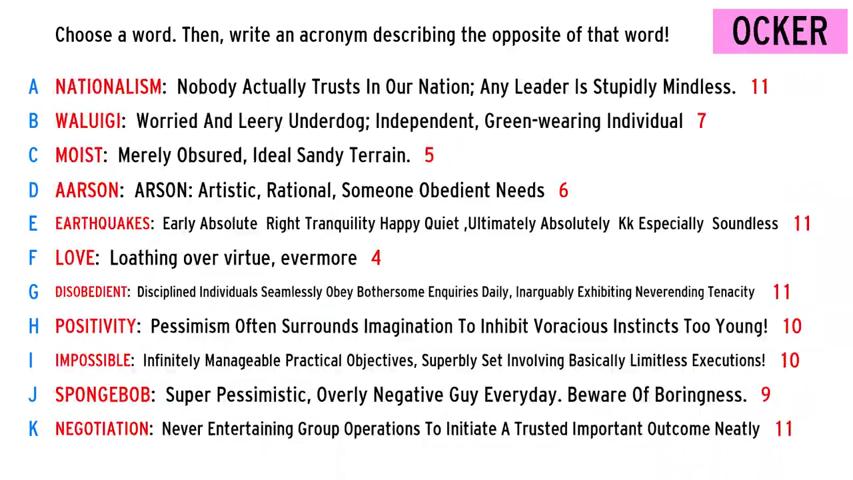 Choose a word. Then, write an acronym describing the opposite of that word!
OCKER
A NATIONALISM: Nobody Actually Trusts In Our Nation; Any Leader Is Stupidly Mindless. 11
B WALUIGI: Worried And Leery Underdog; Independent, Green-wearing Individual 7
C MOIST: Merely Obsured, Ideal Sandy Terrain. 5
D AARSON: ARSON: Artistic, Rational, Someone Obedient Needs 6
E EARTHQUAKES: Early Absolute Right Tranquility Happy Quiet ,Ultimately Absolutely Kk Especially Soundless 11
F LOVE: Loathing over virtue, evermore 4
G DISOBEDIENT: Disciplined Individuals Seamlessly Obey Bothersome Enquiries Daily, Inarguably Exhibiting Neverending Tenacity 11
H POSITIVITY: Pessimism Often Surrounds Imagination To Inhibit Voracious Instincts Too Young! 10
I IMPOSSIBLE: Infinitely Manageable Practical Objectives, Superbly Set Involving Basically Limitless Executions! 10
J SPONGEBOB: Super Pessimistic, Overly Negative Guy Everyday. Beware Of Boringness. 9
K NEGOTIATION: Never Entertaining Group Operations To Initiate A Trusted Important Outcome Neatly 11